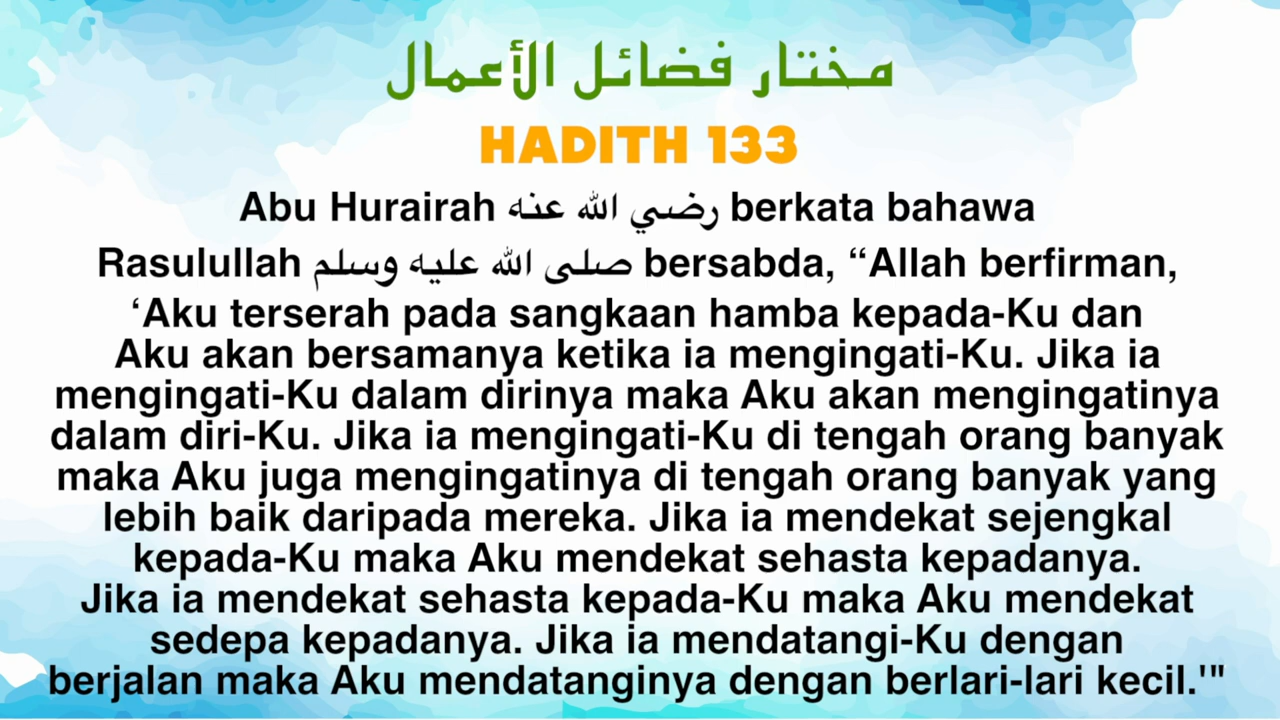 مختار فضائل الأعمال
HADITH 133
Abu Hurairah رضي الله عنه berkata bahawa
Rasulullah صلى الله عليه وسلم bersabda, “Allah berfirman,
‘Aku terserah pada sangkaan hamba kepada-Ku dan
Aku akan bersamanya ketika ia mengingati-Ku. Jika ia
mengingati-Ku dalam dirinya maka Aku akan mengingatinya
dalam diri-Ku. Jika ia mengingati-Ku di tengah orang banyak
maka Aku juga mengingatinya di tengah orang banyak yang
lebih baik daripada mereka. Jika ia mendekat sejengkal
kepada-Ku maka Aku mendekat sehasta kepadanya.
Jika ia mendekat sehasta kepada-Ku maka Aku mendekat
sedepa kepadanya. Jika ia mendatangi-Ku dengan
berjalan maka Aku mendatanginya dengan berlari-lari kecil.'"